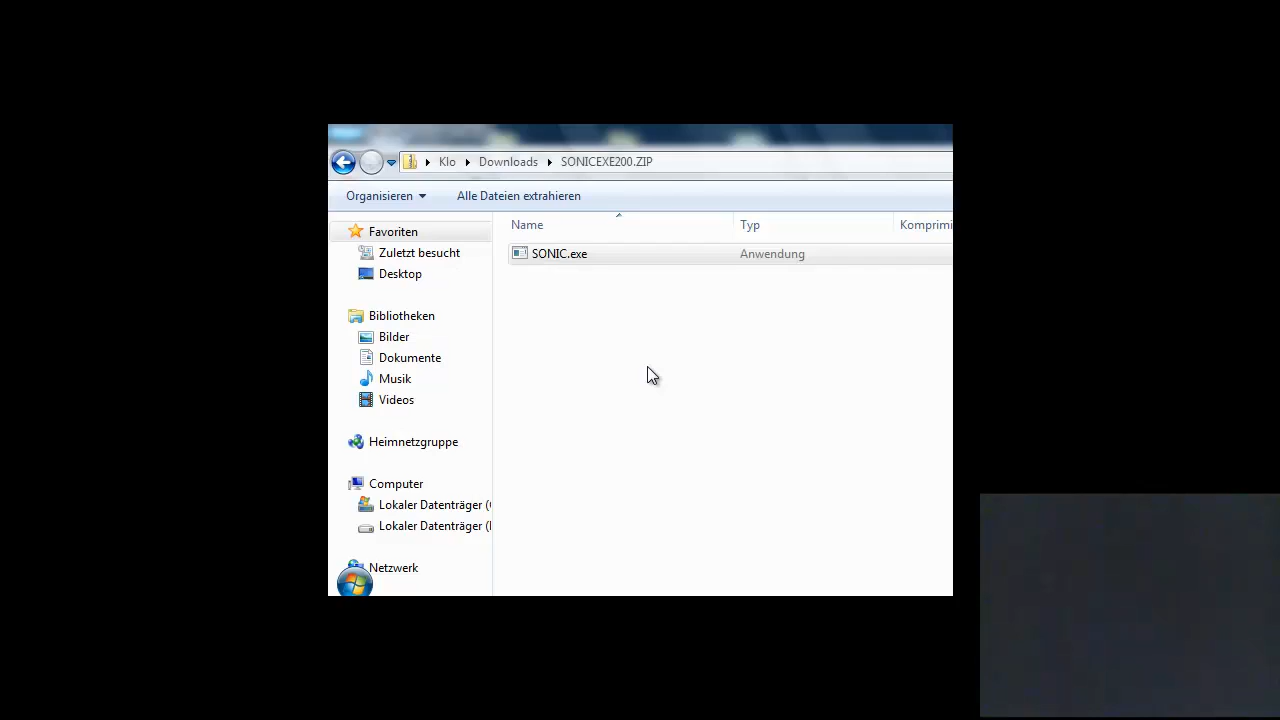 Klo Downloads SONICEXE200.ZIP
Organisieren Alle Dateien extrahieren
Name Typ Komprimi
SONIC.exe Anwendung
Favoriten
Zuletzt besucht
Desktop
Bibliotheken
Bilder
Dokumente
Musik
Videos
Heimnetzgruppe
Computer
Lokaler Datenträger (
Lokaler Datenträger (
Netzwerk